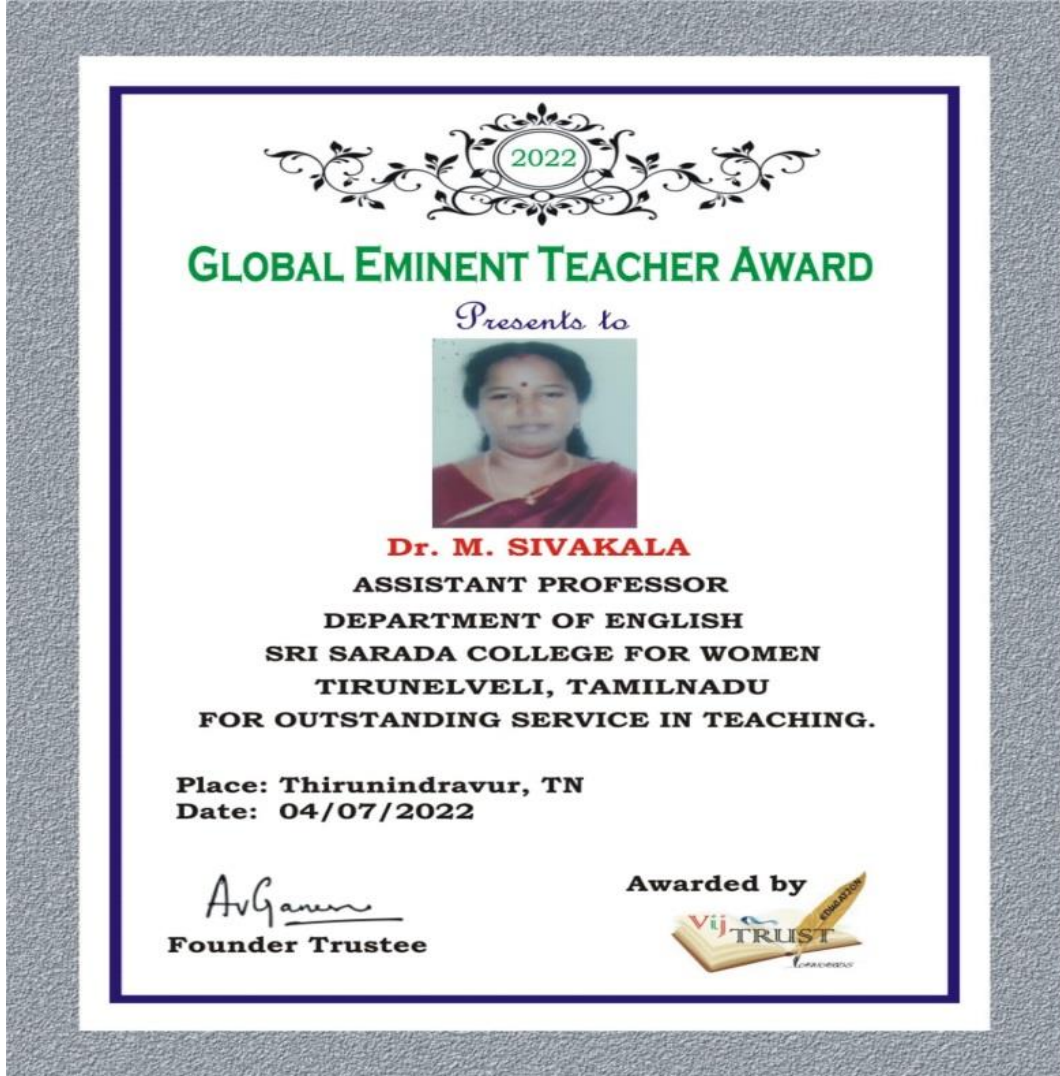 2022
GLOBAL EMINENT TEACHER AWARD
Presents to
Dr. M. SIVAKALA
ASSISTANT PROFESSOR
DEPARTMENT OF ENGLISH
SRI SARADA COLLEGE FOR WOMEN
TIRUNELVELI, TAMILNADU
FOR OUTSTANDING SERVICE IN TEACHING.
Place: Thirunindravur, TN
Date: 04/07/2022
Founder Trustee
Awarded by
EDUCATION
Vij TRUST